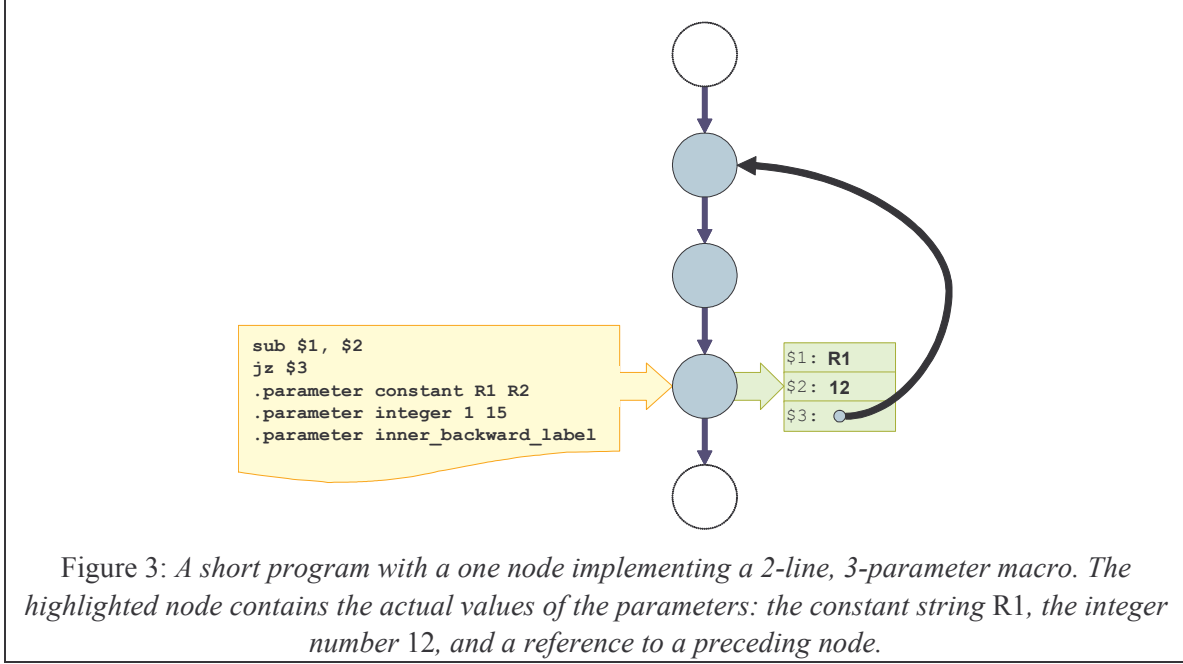 sub $1, $2
jz $3
.parameter constant R1 R2
.parameter integer 1 15
.parameter inner_backward_label
$1: R1
$2: 12
$3:
Figure 3: A short program with a one node implementing a 2-line, 3-parameter macro. The
highlighted node contains the actual values of the parameters: the constant string R1, the integer
number 12, and a reference to a preceding node.